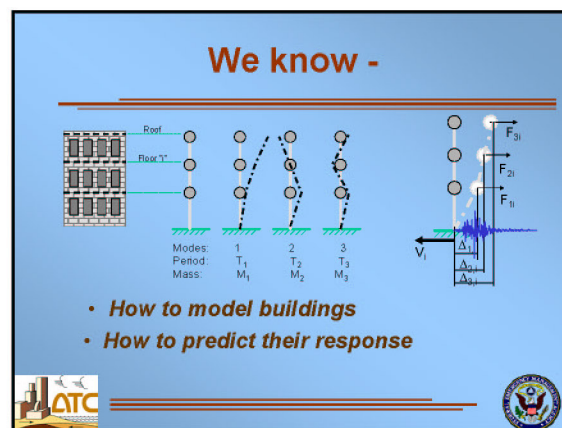 We know -
Roof
Floor "i"
Modes: 1 2 3
Period: T1 T2 T3
Mass: M1 M2 M3
F3i
F2i
F1i
Vi
Δ1
Δ2,i
Δ3,i
• How to model buildings
• How to predict their response
ATC